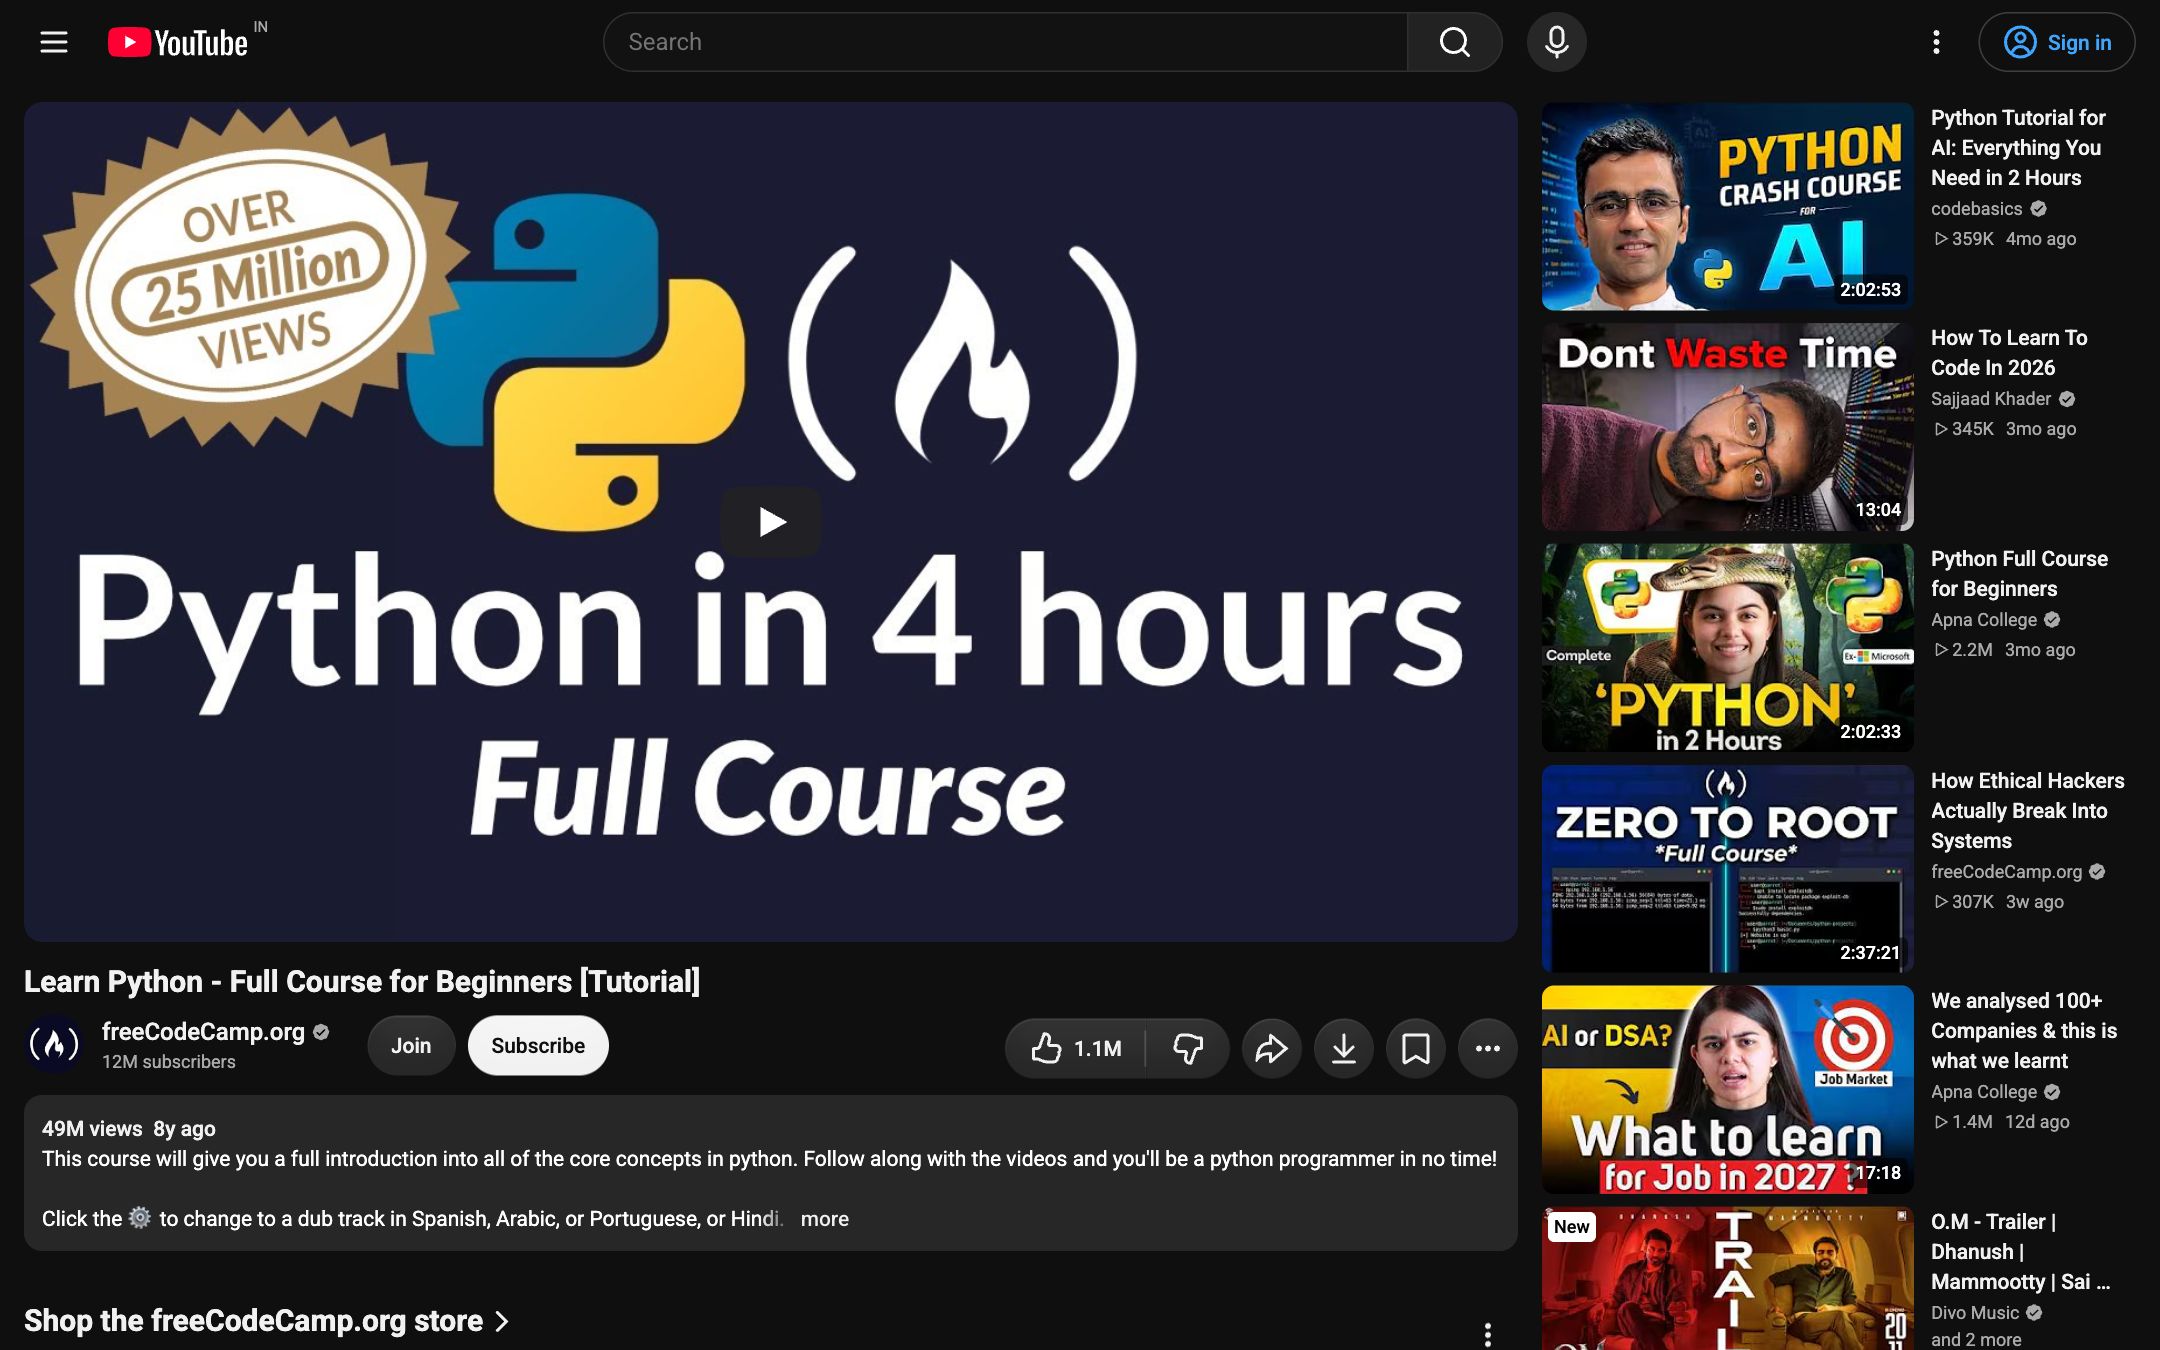 YouTube IN
Search
Sign in
OVER
25 Million
VIEWS
Python in 4 hours
Full Course
Learn Python - Full Course for Beginners [Tutorial]
freeCodeCamp.org
12M subscribers
Join
Subscribe
1.1M
49M views 8y ago
This course will give you a full introduction into all of the core concepts in python. Follow along with the videos and you'll be a python programmer in no time!
Click the ⚙️ to change to a dub track in Spanish, Arabic, or Portuguese, or Hindi. more
Shop the freeCodeCamp.org store
PYTHON
CRASH COURSE
FOR
AI
2:02:53
Python Tutorial for
AI: Everything You
Need in 2 Hours
codebasics
359K 4mo ago
Dont Waste Time
13:04
How To Learn To
Code In 2026
Sajjaad Khader
345K 3mo ago
Complete
Ex- Microsoft
'PYTHON'
in 2 Hours
2:02:33
Python Full Course
for Beginners
Apna College
2.2M 3mo ago
ZERO TO ROOT
*Full Course*
2:37:21
How Ethical Hackers
Actually Break Into
Systems
freeCodeCamp.org
307K 3w ago
AI or DSA?
Job Market
What to learn
for Job in 2027 ?
17:18
We analysed 100+
Companies & this is
what we learnt
Apna College
1.4M 12d ago
New
DHANUSH
MAMMOOTTY
TRAIL
O.M - Trailer |
Dhanush |
Mammootty | Sai ...
Divo Music
and 2 more